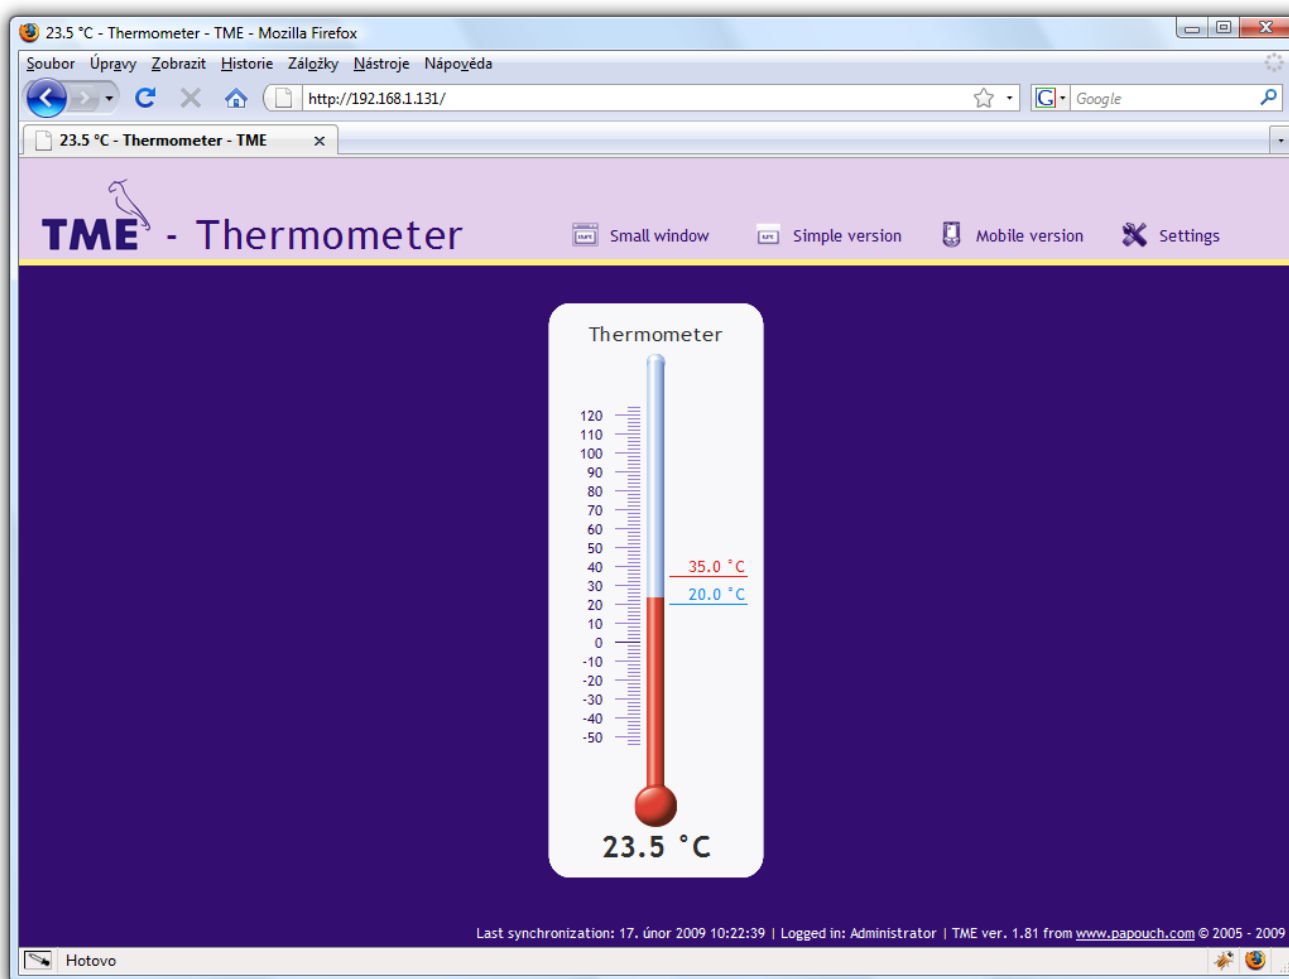 23.5 °C - Thermometer - TME - Mozilla Firefox
Soubor Úpravy Zobrazit Historie Záložky Nástroje Nápověda
http://192.168.1.131/
Google
23.5 °C - Thermometer - TME
TME - Thermometer
Small window
Simple version
Mobile version
Settings
Thermometer
120
110
100
90
80
70
60
50
40
35.0 °C
30
20.0 °C
20
10
0
-10
-20
-30
-40
-50
23.5 °C
Last synchronization: 17. únor 2009 10:22:39 | Logged in: Administrator | TME ver. 1.81 from www.papouch.com © 2005 - 2009
Hotovo